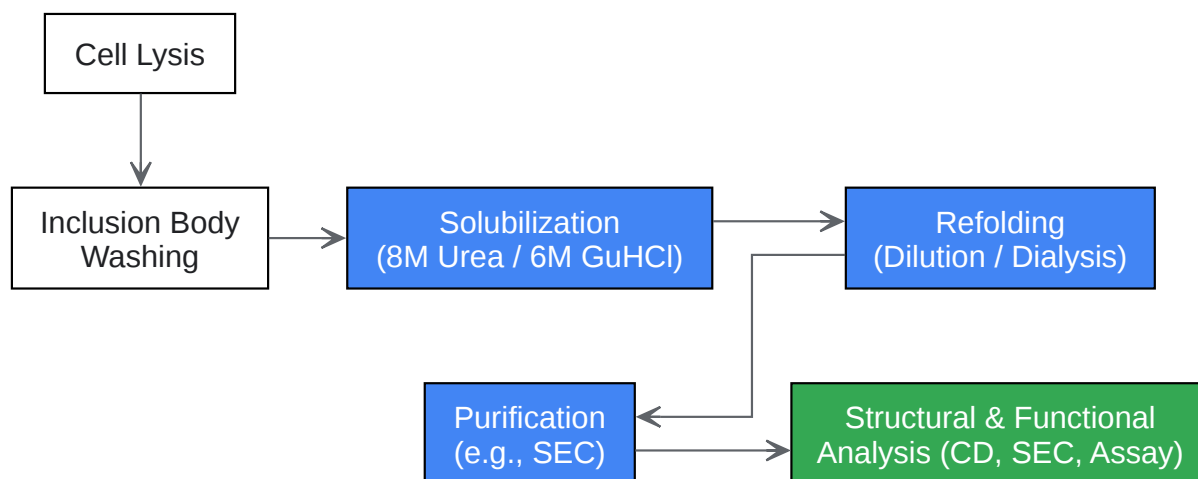 Cell Lysis
Inclusion Body
Washing
Solubilization
(8M Urea / 6M GuHCl)
Refolding
(Dilution / Dialysis)
Purification
(e.g., SEC)
Structural & Functional
Analysis (CD, SEC, Assay)